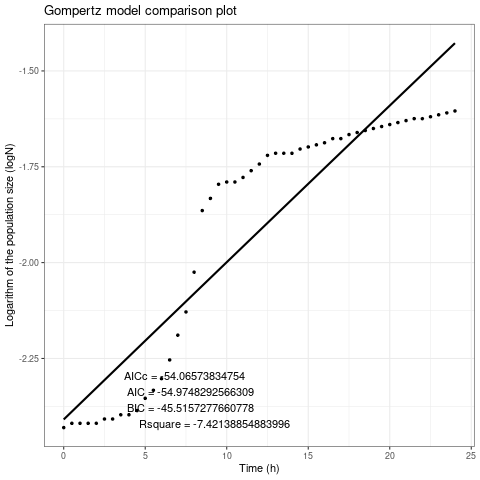 Gompertz model comparison plot
Logarithm of the population size (logN)
-1.50
-1.75
-2.00
-2.25
AICc = -54.06573834754
AIC = -54.9748292566309
BIC = -45.5157277660778
Rsquare = -7.42138854883996
0 5 10 15 20 25
Time (h)